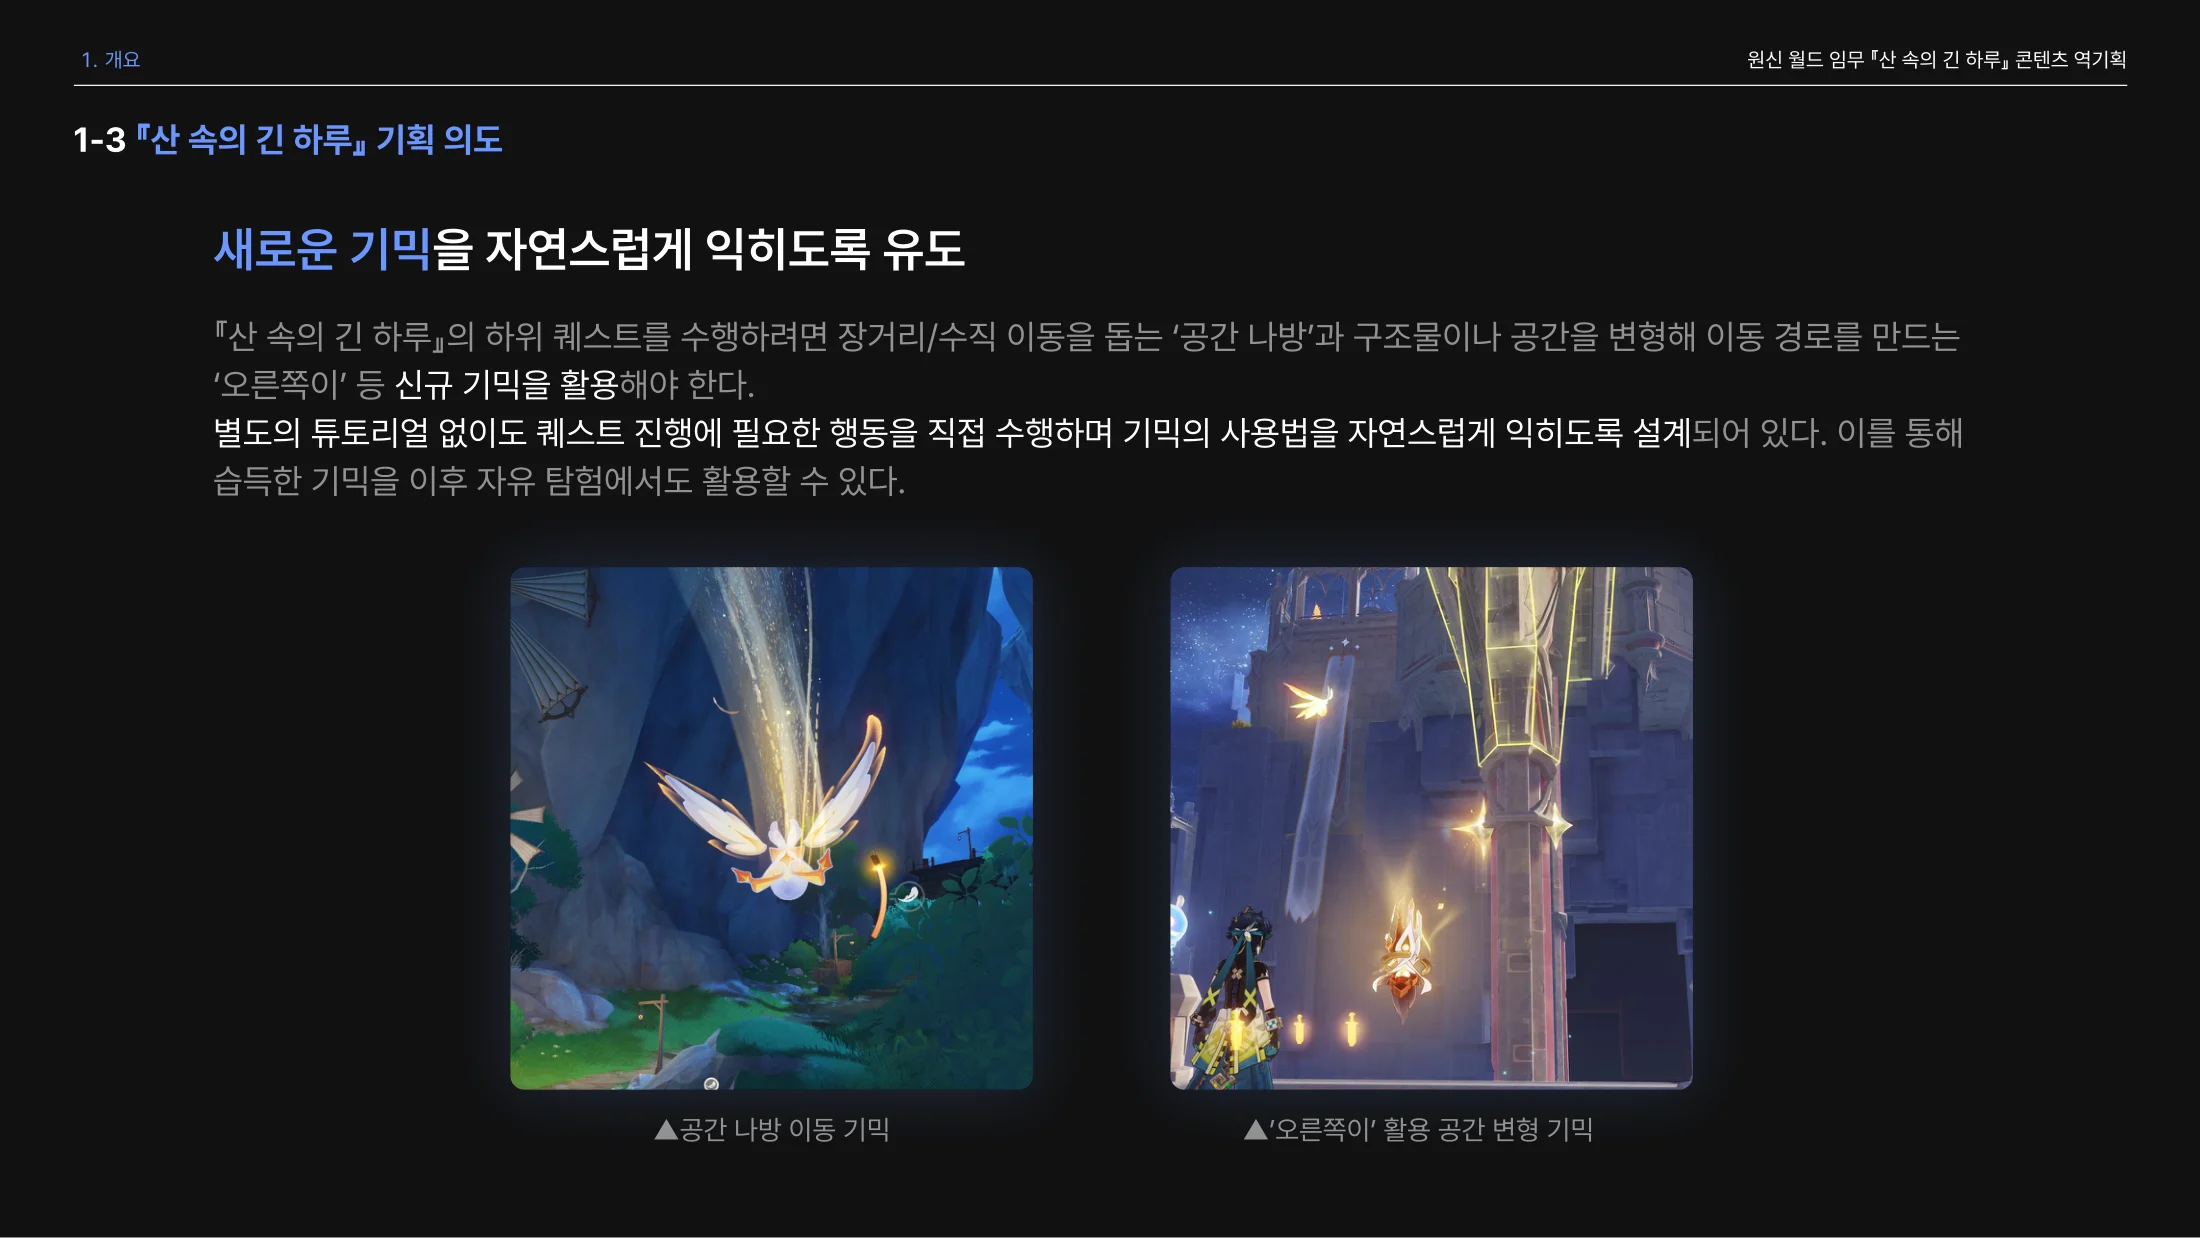 1. 개요
원신 월드 임무 『산 속의 긴 하루』 콘텐츠 역기획
1-3 『산 속의 긴 하루』 기획 의도
새로운 기믹을 자연스럽게 익히도록 유도
『산 속의 긴 하루』의 하위 퀘스트를 수행하려면 장거리/수직 이동을 돕는 ‘공간 나방’과 구조물이나 공간을 변형해 이동 경로를 만드는
‘오른쪽이’ 등 신규 기믹을 활용해야 한다.
별도의 튜토리얼 없이도 퀘스트 진행에 필요한 행동을 직접 수행하며 기믹의 사용법을 자연스럽게 익히도록 설계되어 있다. 이를 통해
습득한 기믹을 이후 자유 탐험에서도 활용할 수 있다.
▲공간 나방 이동 기믹
▲’오른쪽이’ 활용 공간 변형 기믹